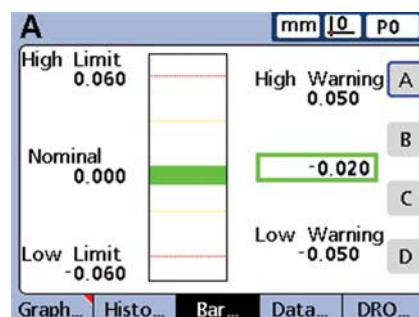 A mm 0 P0
High Limit
0.060
High Warning
0.050
A
B
Nominal
0.000
-0.020
C
Low Warning
-0.050
D
Low Limit
-0.060
Graph... Histo... Bar... Data... DRO...